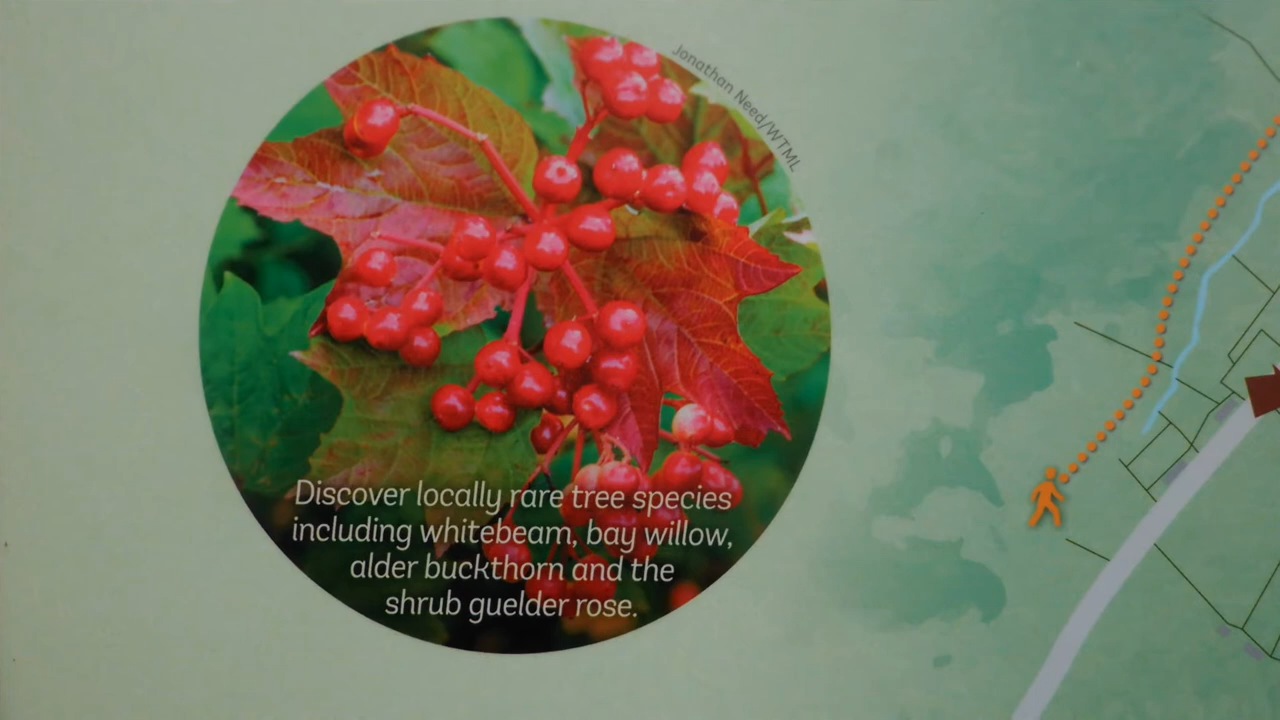 Jonathan Need/WTML
Discover locally rare tree species
including whitebeam, bay willow,
alder buckthorn and the
shrub guelder rose.